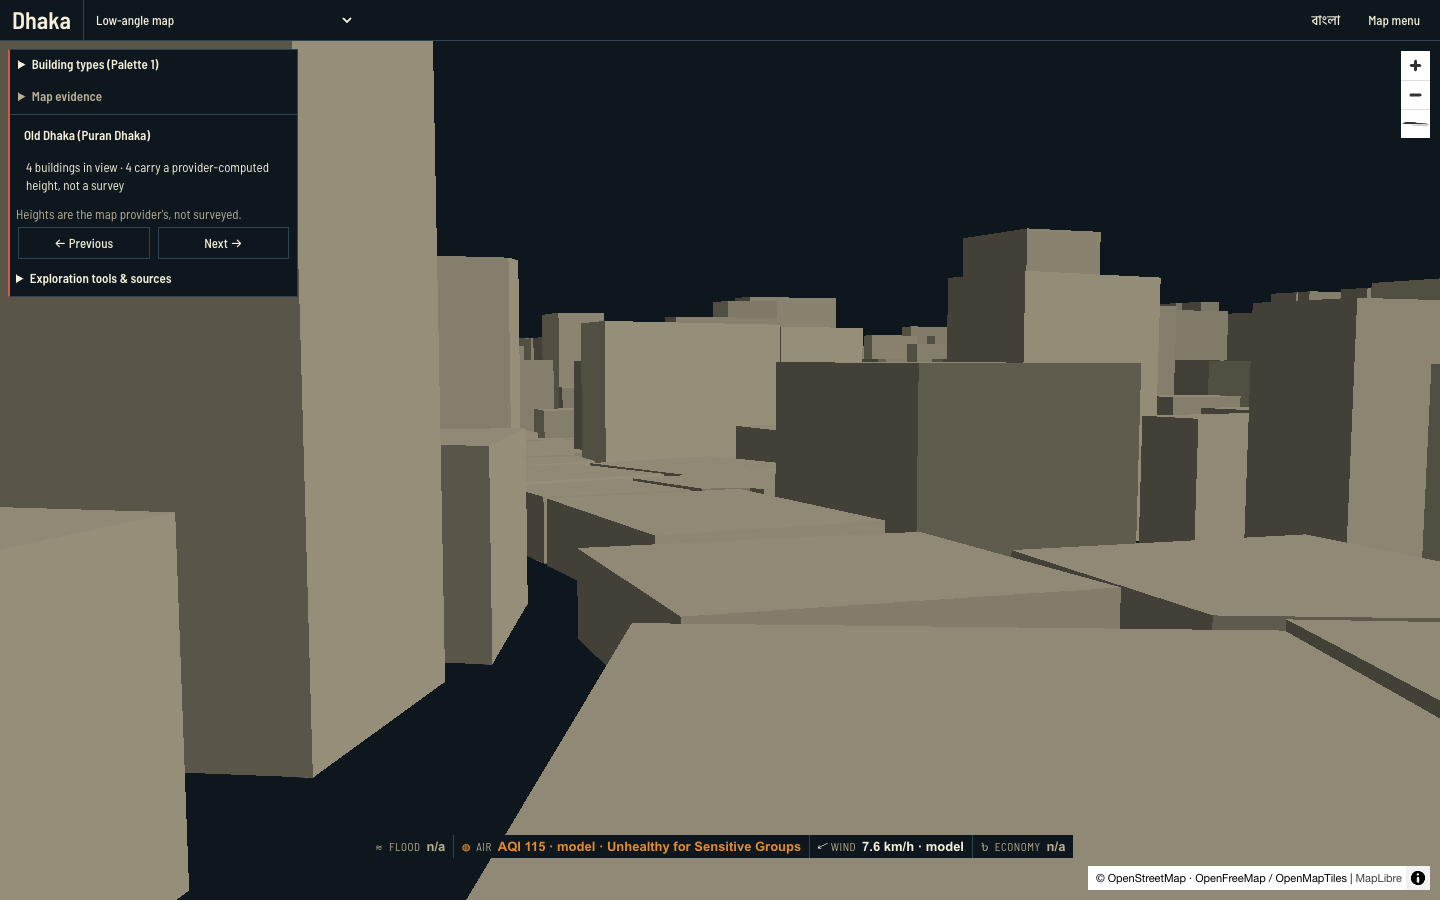 Dhaka
Low-angle map
বাংলা
Map menu
Building types (Palette 1)
Map evidence
Old Dhaka (Puran Dhaka)
4 buildings in view · 4 carry a provider-computed
height, not a survey
Heights are the map provider's, not surveyed.
← Previous
Next →
Exploration tools & sources
≈ FLOOD n/a
AIR AQI 115 · model · Unhealthy for Sensitive Groups
WIND 7.6 km/h · model
৳ ECONOMY n/a
© OpenStreetMap · OpenFreeMap / OpenMapTiles | MapLibre